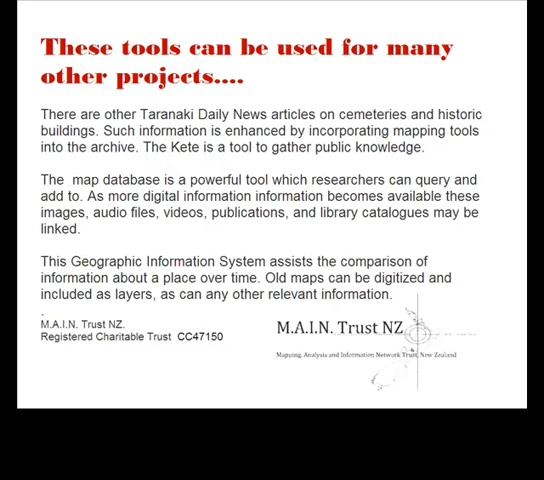 These tools can be used for many
other projects....
There are other Taranaki Daily News articles on cemeteries and historic
buildings. Such information is enhanced by incorporating mapping tools
into the archive. The Kete is a tool to gather public knowledge.
The map database is a powerful tool which researchers can query and
add to. As more digital information information becomes available these
images, audio files, videos, publications, and library catalogues may be
linked.
This Geographic Information System assists the comparison of
information about a place over time. Old maps can be digitized and
included as layers, as can any other relevant information.
.
M.A.I.N. Trust NZ.
Registered Charitable Trust CC47150
M.A.I.N. Trust NZ
Mapping, Analysis and Information Network Trust, New Zealand